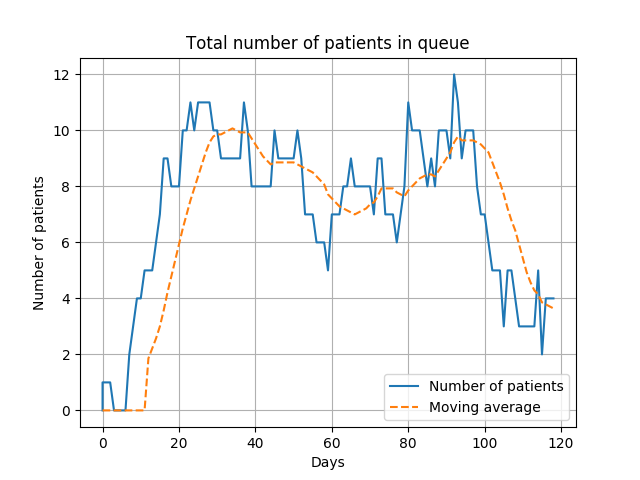 Total number of patients in queue
12
10
8
6
4
2
0
Number of patients
Number of patients
Moving average
0 20 40 60 80 100 120
Days